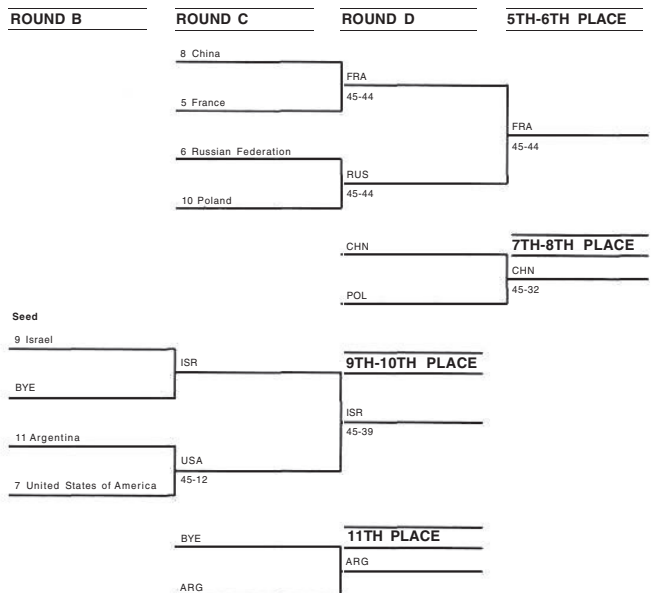 ROUND B
ROUND C
ROUND D
5TH-6TH PLACE
8 China
FRA
45-44
5 France
FRA
45-44
6 Russian Federation
RUS
45-44
10 Poland
CHN
7TH-8TH PLACE
CHN
45-32
POL
Seed
9 Israel
ISR
9TH-10TH PLACE
BYE
ISR
45-39
11 Argentina
USA
45-12
7 United States of America
BYE
11TH PLACE
ARG
ARG